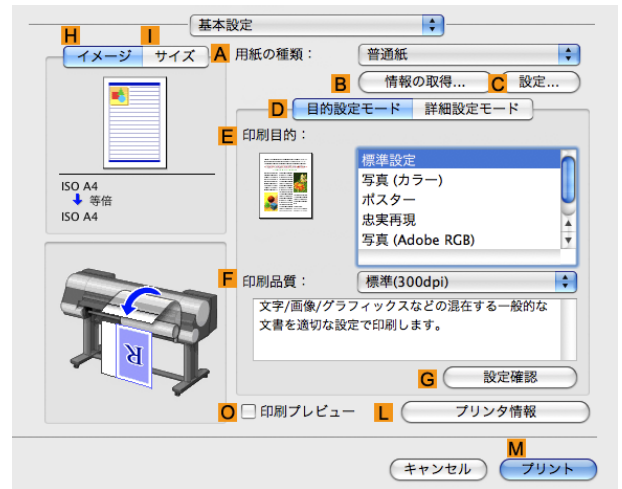 基本設定
H I
イメージ サイズ
A 用紙の種類： 普通紙
B 情報の取得... C 設定...
D 目的設定モード 詳細設定モード
E 印刷目的：
標準設定
写真 (カラー)
ポスター
忠実再現
写真 (Adobe RGB)
ISO A4
等倍
ISO A4
F 印刷品質： 標準(300dpi)
文字/画像/グラフィックスなどの混在する一般的な
文書を適切な設定で印刷します。
R
G 設定確認
O 印刷プレビュー L プリンタ情報
M
キャンセル プリント